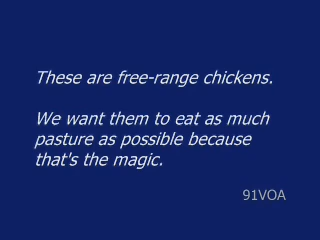 These are free-range chickens.
We want them to eat as much
pasture as possible because
that's the magic.
91VOA